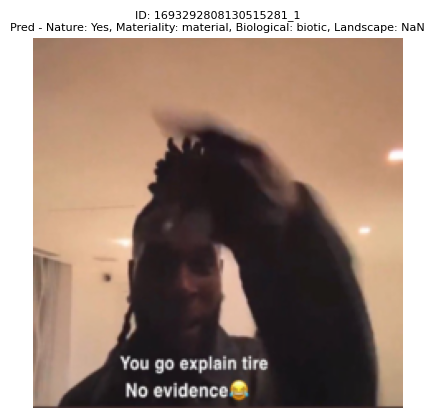 ID: 1693292808130515281_1
Pred - Nature: Yes, Materiality: material, Biological: biotic, Landscape: NaN
You go explain tire
No evidence😂